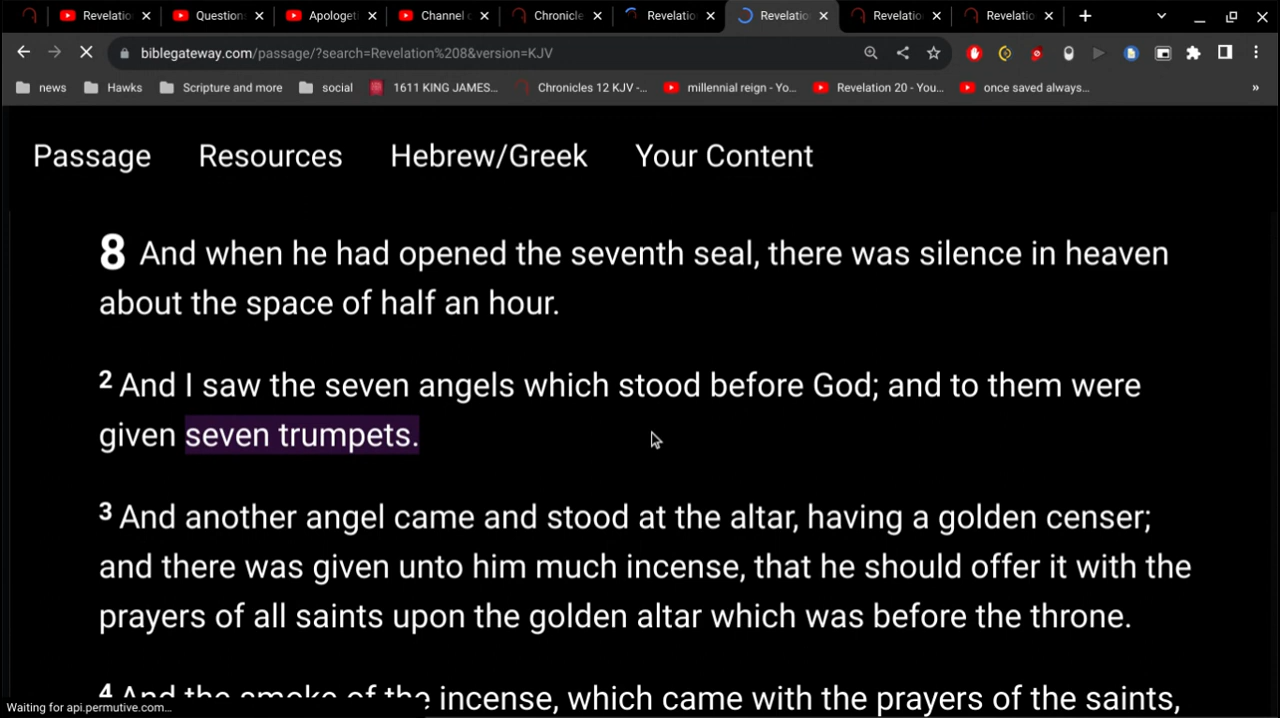 Revelatio
Question
Apologeti
Channel
Chronicle
Revelatio
Revelatio
Revelatio
Revelatio
biblegateway.com/passage/?search=Revelation%208&version=KJV
news
Hawks
Scripture and more
social
1611 KING JAMES...
Chronicles 12 KJV -...
millennial reign - Yo...
Revelation 20 - You...
once saved always...
»
Passage Resources Hebrew/Greek Your Content
8 And when he had opened the seventh seal, there was silence in heaven
about the space of half an hour.
2 And I saw the seven angels which stood before God; and to them were
given seven trumpets.
3 And another angel came and stood at the altar, having a golden censer;
and there was given unto him much incense, that he should offer it with the
prayers of all saints upon the golden altar which was before the throne.
4 And the smoke of the incense, which came with the prayers of the saints,
Waiting for api.permutive.com...